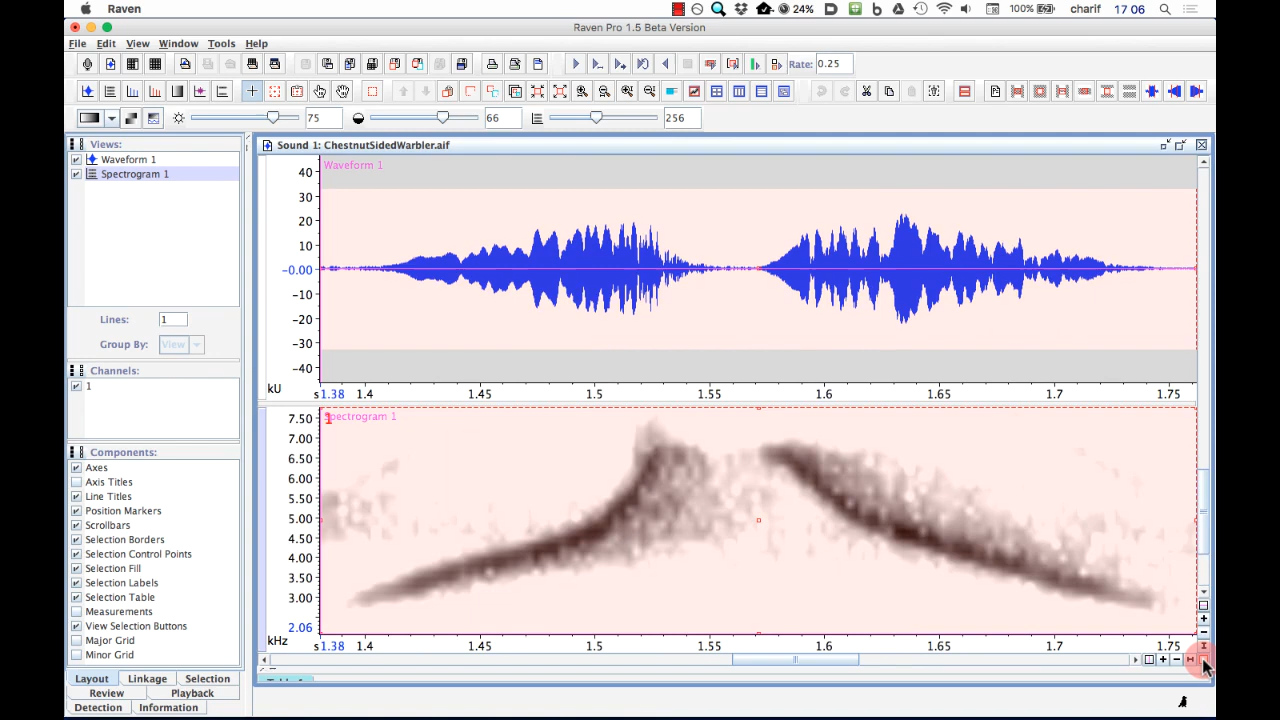 Raven 24% 100% charif 17 06
Raven Pro 1.5 Beta Version
File Edit View Window Tools Help
Rate: 0.25
75 66 256
Views:
Waveform 1
Spectrogram 1
Lines: 1
Group By: View
Channels:
1
Components:
Axes
Axis Titles
Line Titles
Position Markers
Scrollbars
Selection Borders
Selection Control Points
Selection Fill
Selection Labels
Selection Table
Measurements
View Selection Buttons
Major Grid
Minor Grid
Layout Linkage Selection
Review Playback
Detection Information
Sound 1: ChestnutSidedWarbler.aif
Waveform 1
40
30
20
10
-0.00
-10
-20
-30
-40
kU
s 1.38 1.4 1.45 1.5 1.55 1.6 1.65 1.7 1.75
Spectrogram 1
1
7.50
7.00
6.50
6.00
5.50
5.00
4.50
4.00
3.50
3.00
2.06
kHz
s 1.38 1.4 1.45 1.5 1.55 1.6 1.65 1.7 1.75